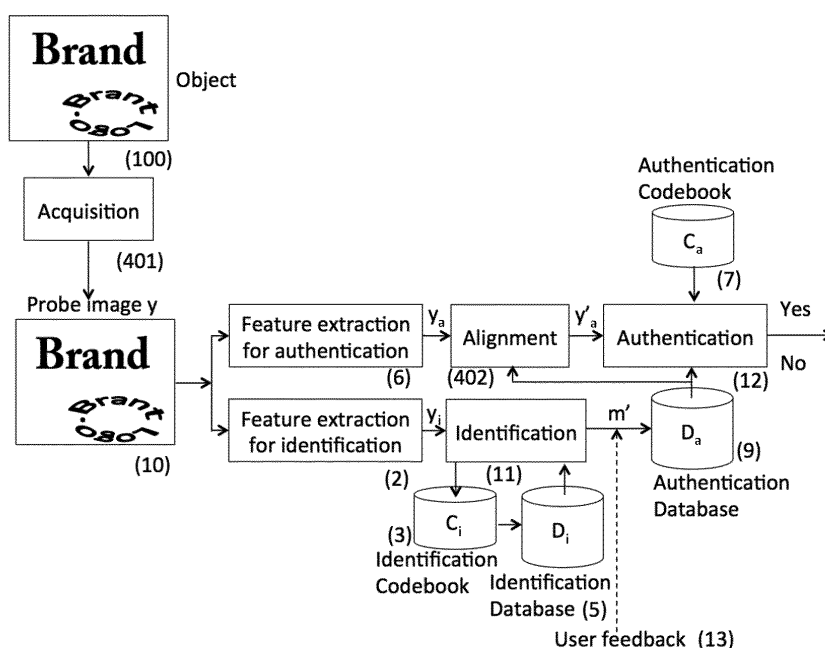 Brand
Brant Logo.
Object
(100)
Acquisition
(401)
Probe image y
Brand
Brant Logo.
(10)
Feature extraction
for authentication
(6)
yₐ
Alignment
(402)
y'ₐ
Authentication
Codebook
Cₐ
(7)
Authentication
(12)
Yes
No
Feature extraction
for identification
(2)
yᵢ
Identification
(11)
m'
Dₐ
(9)
Authentication
Database
Cᵢ
(3)
Identification
Codebook
Dᵢ
Identification
Database (5)
User feedback (13)